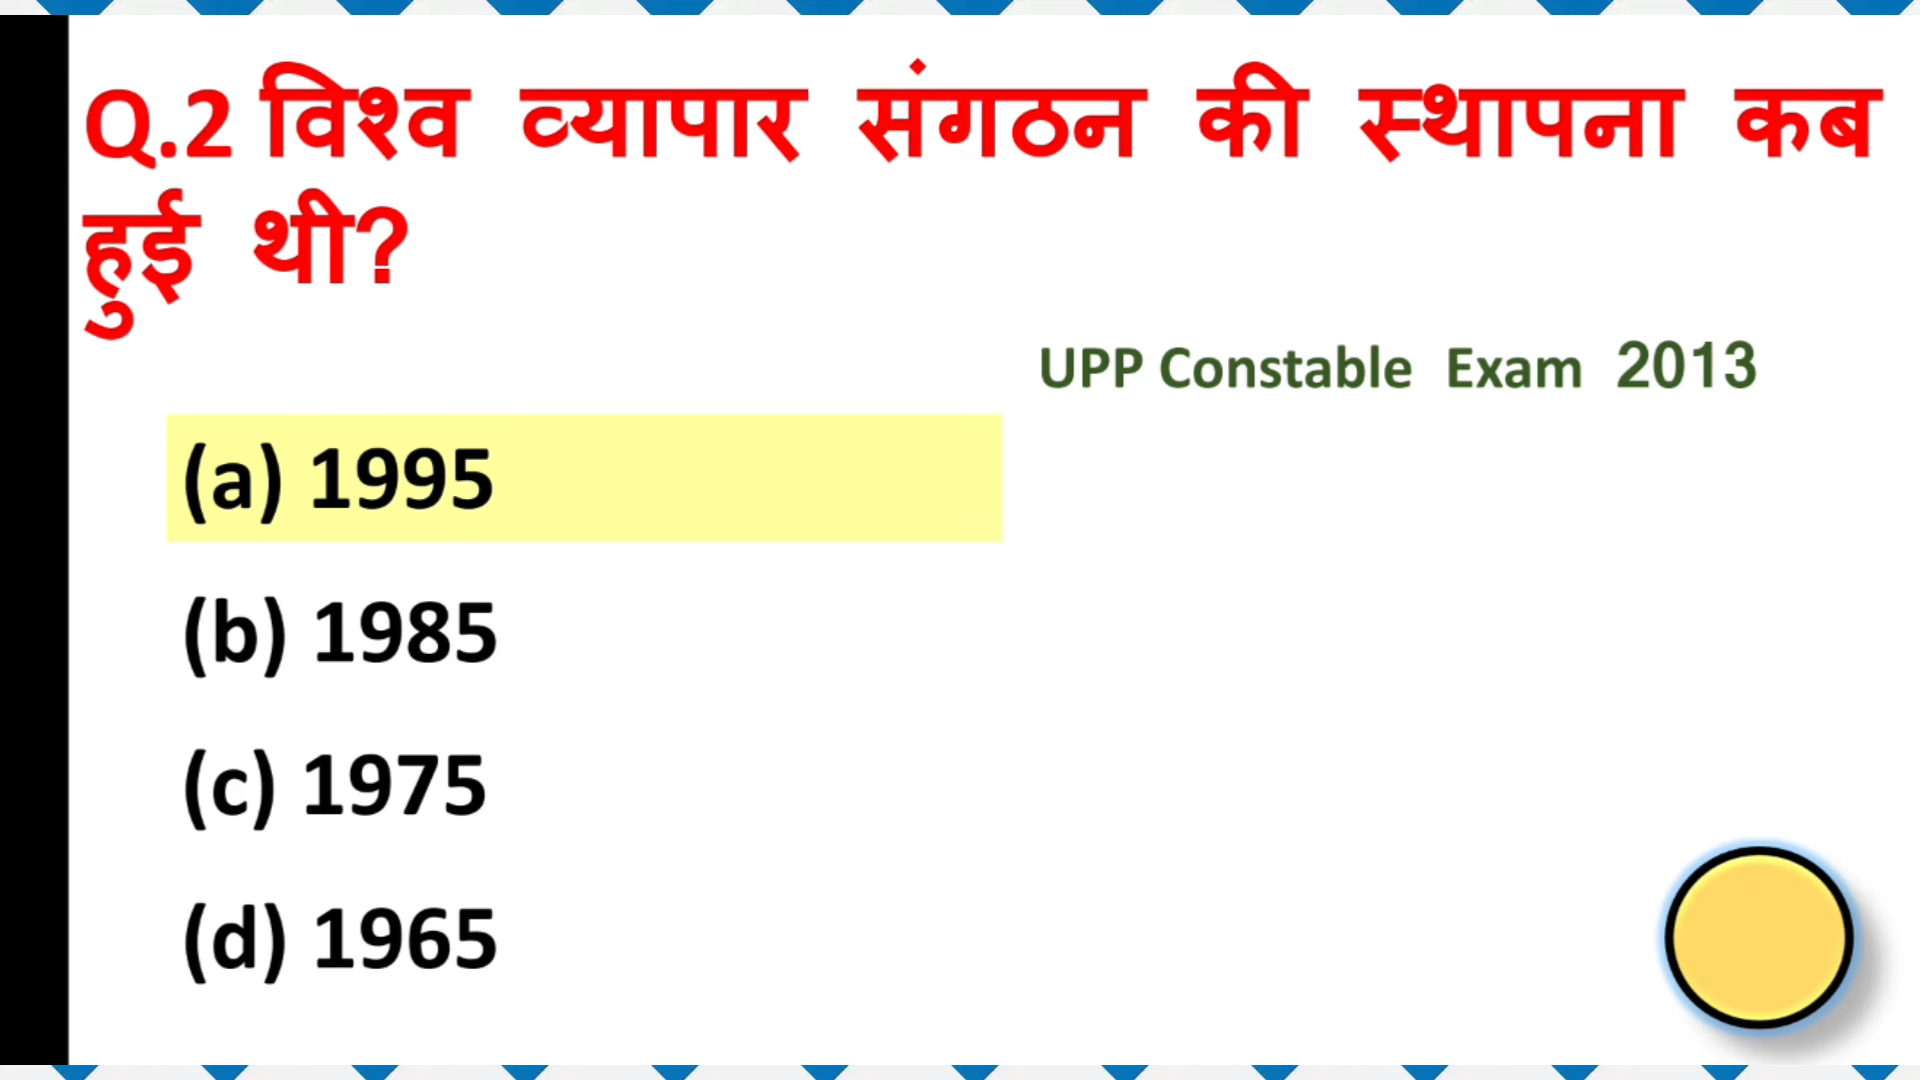 Q.2 विश्व व्यापार संगठन की स्थापना कब
हुई थी?
UPP Constable Exam 2013
(a) 1995
(b) 1985
(c) 1975
(d) 1965